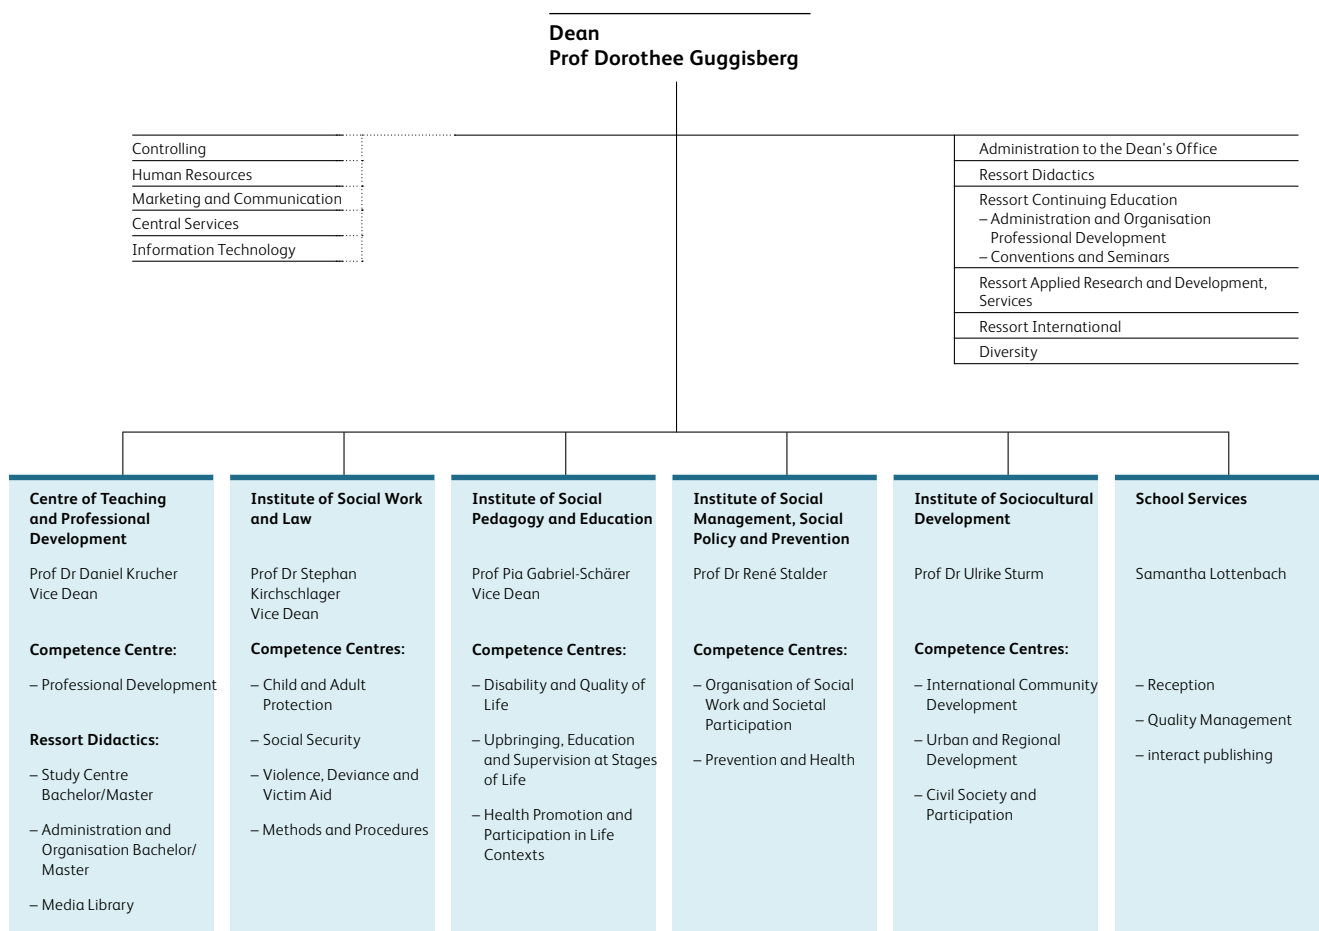 Dean
Prof Dorothee Guggisberg
Controlling
Human Resources
Marketing and Communication
Central Services
Information Technology
Administration to the Dean's Office
Ressort Didactics
Ressort Continuing Education
– Administration and Organisation
Professional Development
– Conventions and Seminars
Ressort Applied Research and Development,
Services
Ressort International
Diversity
Centre of Teaching
and Professional
Development
Prof Dr Daniel Krucher
Vice Dean
Competence Centre:
– Professional Development
Ressort Didactics:
– Study Centre
Bachelor/Master
– Administration and
Organisation Bachelor/
Master
– Media Library
Institute of Social Work
and Law
Prof Dr Stephan
Kirchschlager
Vice Dean
Competence Centres:
– Child and Adult
Protection
– Social Security
– Violence, Deviance and
Victim Aid
– Methods and Procedures
Institute of Social
Pedagogy and Education
Prof Pia Gabriel-Schärer
Vice Dean
Competence Centres:
– Disability and Quality of
Life
– Upbringing, Education
and Supervision at Stages
of Life
– Health Promotion and
Participation in Life
Contexts
Institute of Social
Management, Social
Policy and Prevention
Prof Dr René Stalder
Competence Centres:
– Organisation of Social
Work and Societal
Participation
– Prevention and Health
Institute of Sociocultural
Development
Prof Dr Ulrike Sturm
Competence Centres:
– International Community
Development
– Urban and Regional
Development
– Civil Society and
Participation
School Services
Samantha Lottenbach
– Reception
– Quality Management
– interact publishing